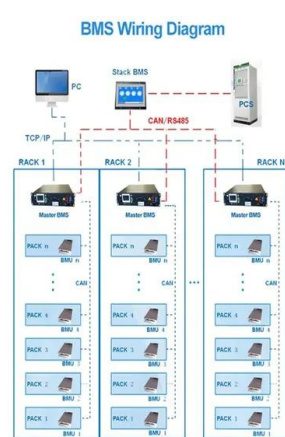 BMS Wiring Diagram
Stack BMS
PC
PCS
CAN/RS485
TCP/IP
RACK 1
RACK 2
RACK N
Master BMS
Master BMS
Master BMS
PACK n
BMU n
PACK n
BMU n
PACK n
BMU n
CAN
CAN
CAN
PACK 4
BMU 4
PACK 4
BMU 4
PACK 4
BMU 4
PACK 3
BMU 3
PACK 3
BMU 3
PACK 3
BMU 3
PACK 2
BMU 2
PACK 2
BMU 2
PACK 2
BMU 2
PACK 1
BMU 1
PACK 1
BMU 1
PACK 1
BMU 1